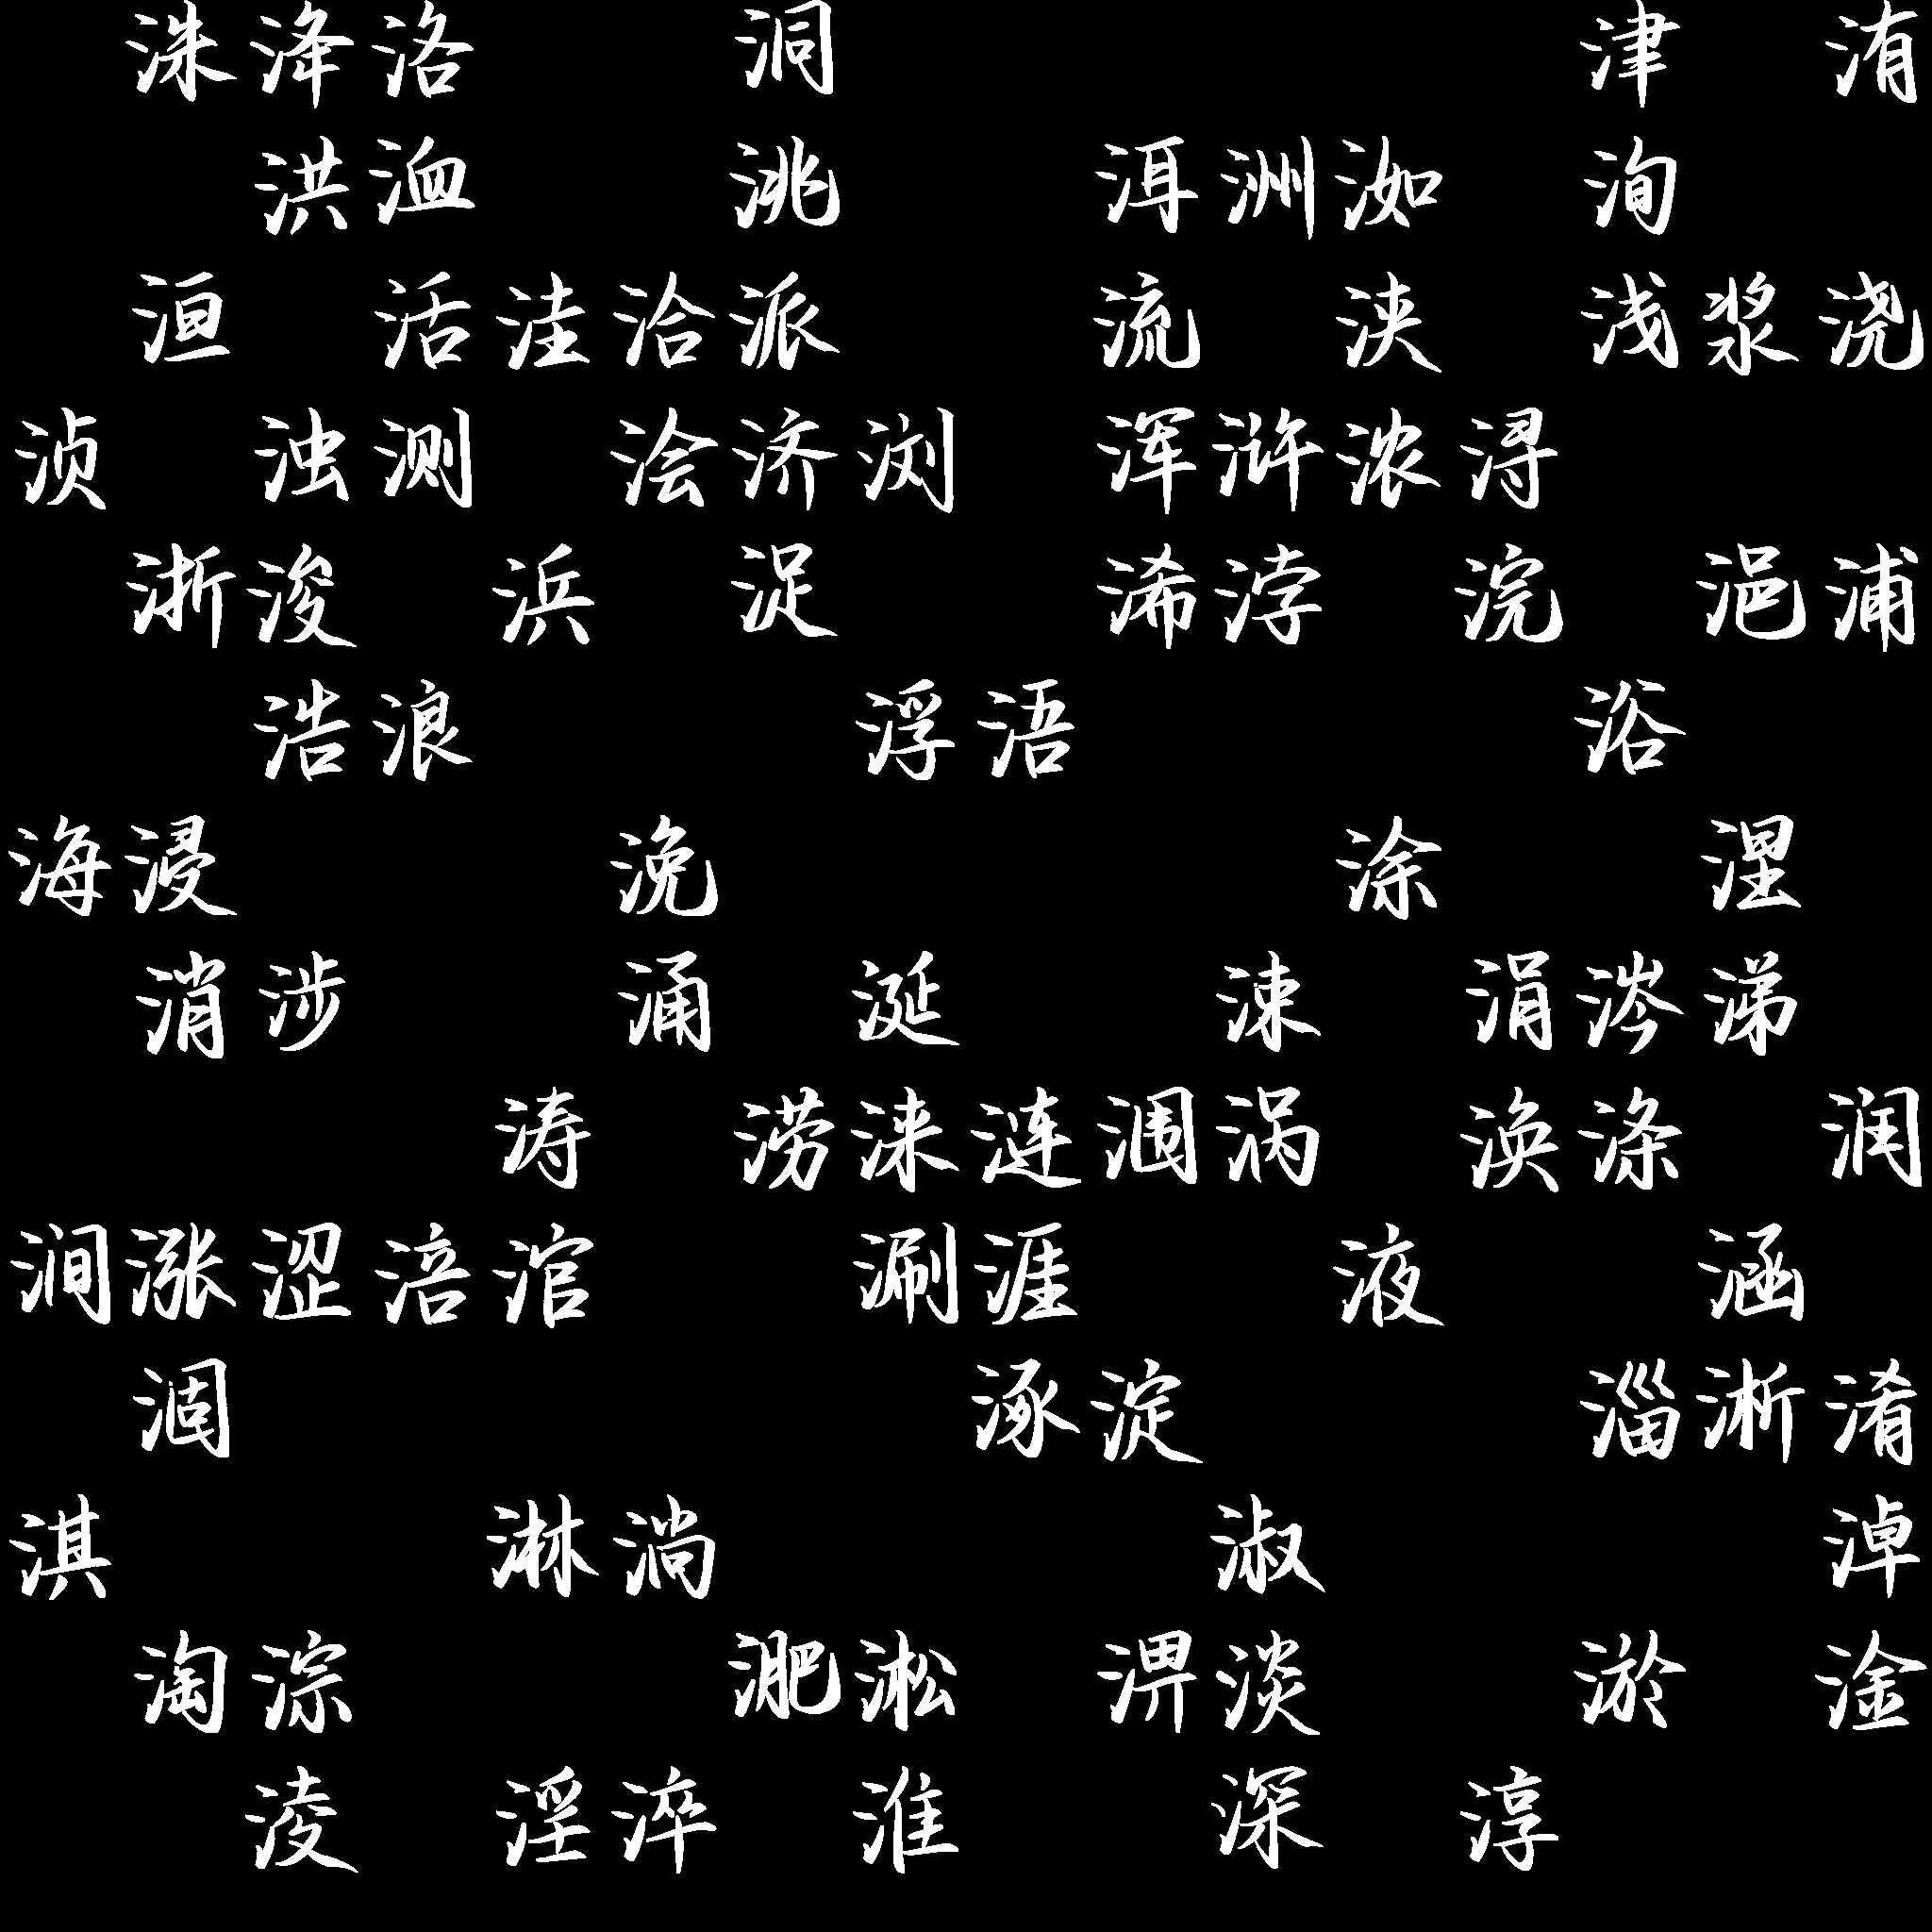 洙洚洛 洞 津 洧
洪洫 洮 洱洲洳 洵
洹 活洼洽派 流 浃 浅浆浇
浈 浊测 浍济浏 浑浒浓浔
浙浚 浜 浞 浠浡 浣 浥浦
浩浪 浮浯 浴
海浸 浼 涂 涅
消涉 涌 涎 涑 涓涔涕
涛 涝涞涟涠涡 涣涤 润
涧涨涩涪涫 涮涯 液 涵
涸 涿淀 淄淅淆
淇 淋淌 淑 淖
淘淙 淝淞 淠淡 淤 淦
淩 淫淬 淮 深 淳